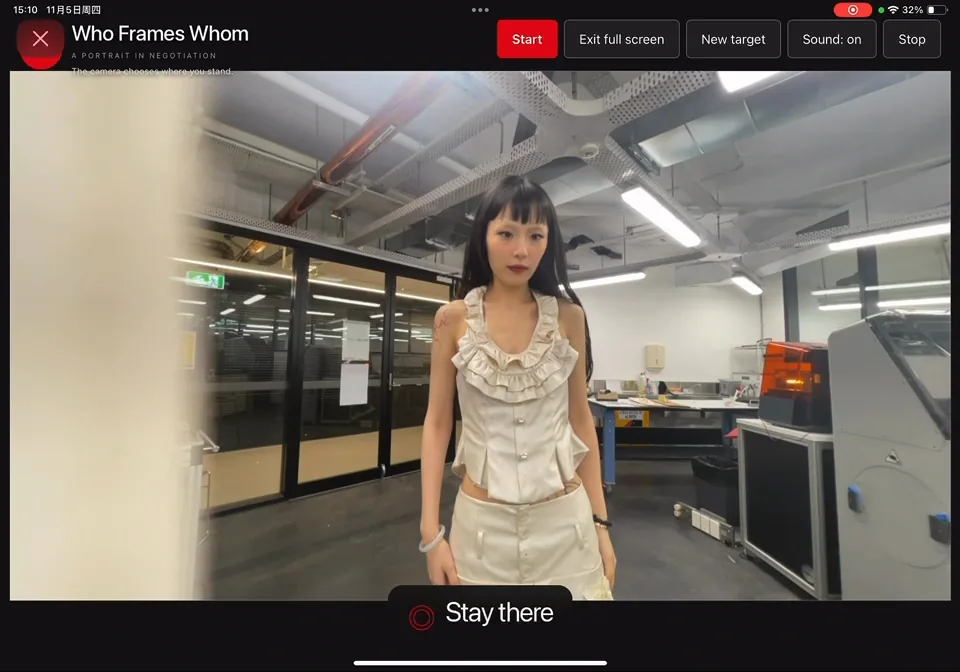 15:10 11月5日周四
32%
Who Frames Whom
A PORTRAIT IN NEGOTIATION
The camera chooses where you stand.
Start
Exit full screen
New target
Sound: on
Stop
Stay there